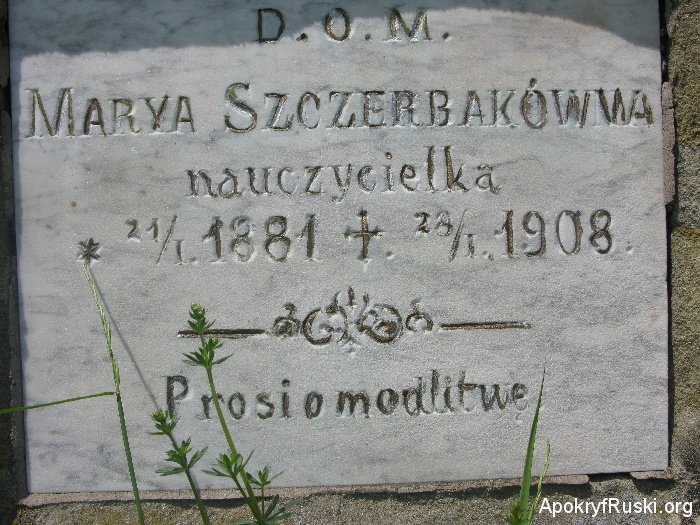 D.O.M.
MARYA SZCZERBAKÓWWA
nauczycielka
* 21/I. 1881 †. 28/I. 1908.
Prosi o modlitwę
ApokryfRuski.org